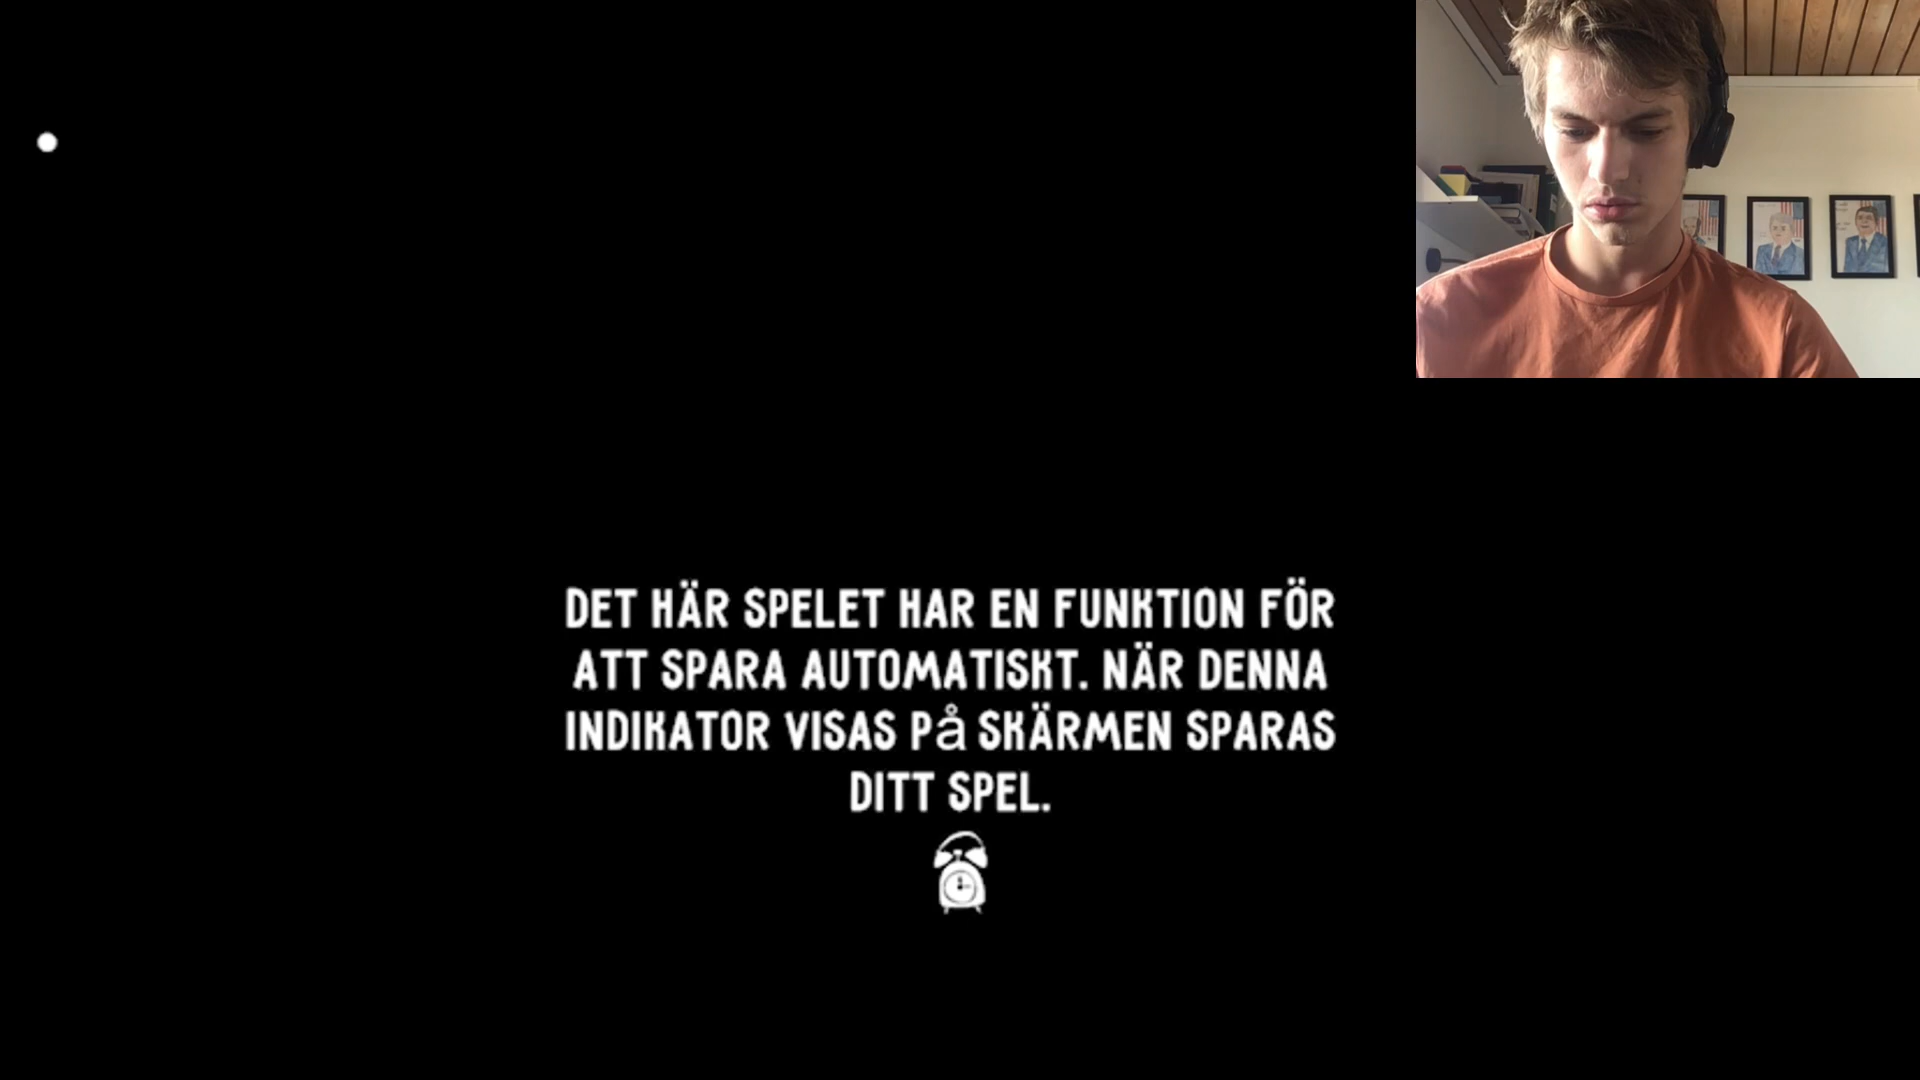 DET HÄR SPELET HAR EN FUNKTION FÖR
ATT SPARA AUTOMATISKT. NÄR DENNA
INDIKATOR VISAS På SKÄRMEN SPARAS
DITT SPEL.